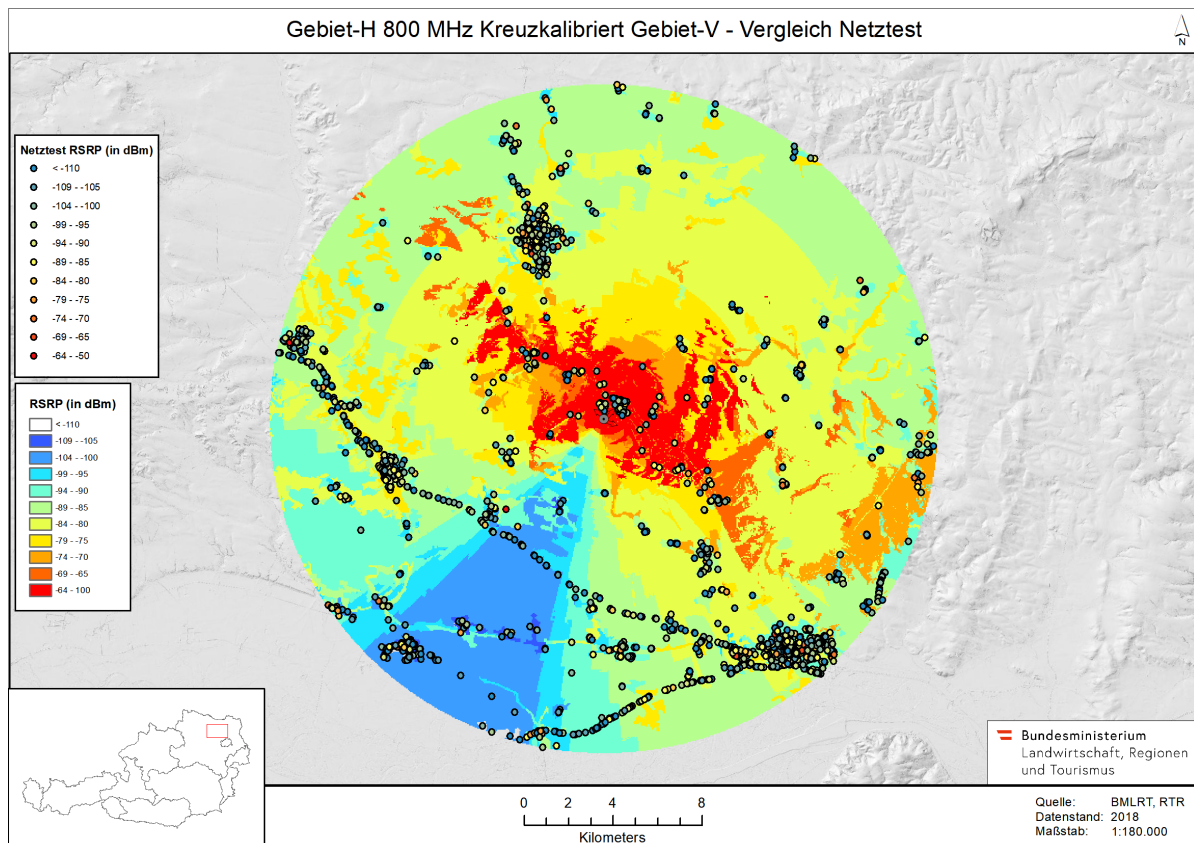 Gebiet-H 800 MHz Kreuzkalibriert Gebiet-V - Vergleich Netztest
N
Netztest RSRP (in dBm)
< -110
-109 - -105
-104 - -100
-99 - -95
-94 - -90
-89 - -85
-84 - -80
-79 - -75
-74 - -70
-69 - -65
-64 - -50
RSRP (in dBm)
< -110
-109 - -105
-104 - -100
-99 - -95
-94 - -90
-89 - -85
-84 - -80
-79 - -75
-74 - -70
-69 - -65
-64 - 100
Bundesministerium
Landwirtschaft, Regionen
und Tourismus
0 2 4 8
Kilometers
Quelle: BMLRT, RTR
Datenstand: 2018
Maßstab: 1:180.000